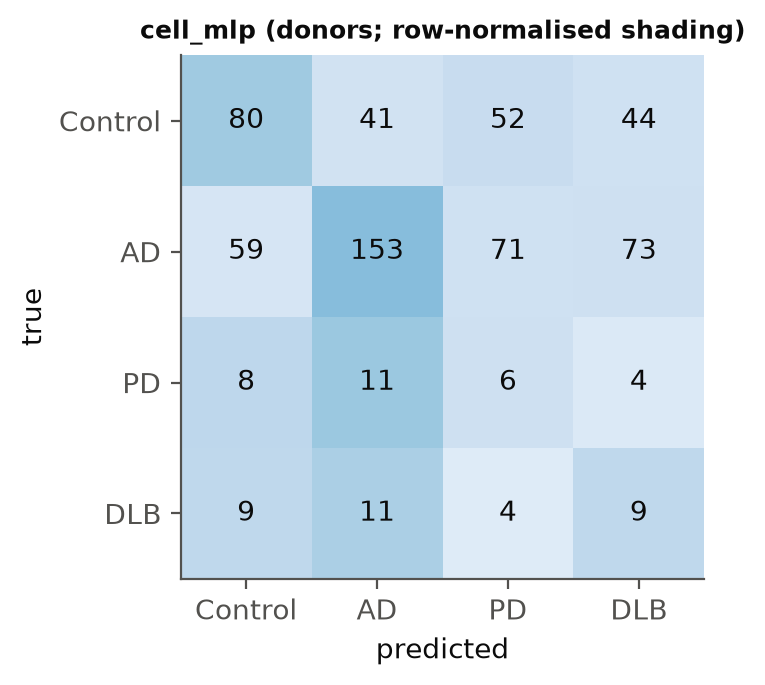 cell_mlp (donors; row-normalised shading)
Control 80 41 52 44
AD 59 153 71 73
PD 8 11 6 4
DLB 9 11 4 9
Control AD PD DLB
predicted
true